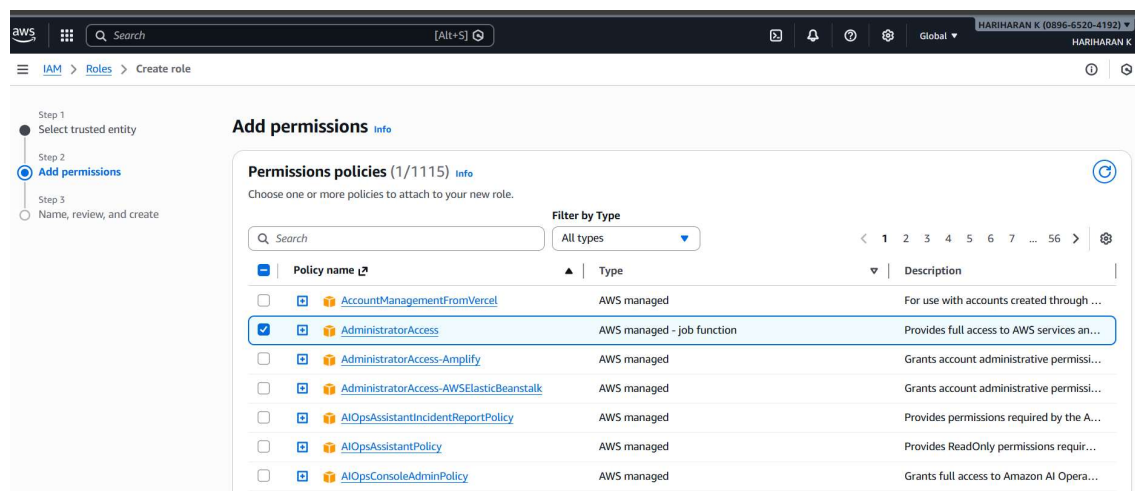 aws
Search [Alt+S] Global ▼ HARIHARAN K (0896-6520-4192) ▼
HARIHARAN K
IAM > Roles > Create role
Step 1
Select trusted entity
Step 2
Add permissions
Step 3
Name, review, and create
Add permissions Info
Permissions policies (1/1115) Info
Choose one or more policies to attach to your new role.
Filter by Type
Search All types ▼ < 1 2 3 4 5 6 7 ... 56 >
Policy name ▲ Type ▽ Description
AccountManagementFromVercel AWS managed For use with accounts created through ...
AdministratorAccess AWS managed - job function Provides full access to AWS services an...
AdministratorAccess-Amplify AWS managed Grants account administrative permissi...
AdministratorAccess-AWSElasticBeanstalk AWS managed Grants account administrative permissi...
AIOpsAssistantIncidentReportPolicy AWS managed Provides permissions required by the A...
AIOpsAssistantPolicy AWS managed Provides ReadOnly permissions requir...
AIOpsConsoleAdminPolicy AWS managed Grants full access to Amazon AI Opera...